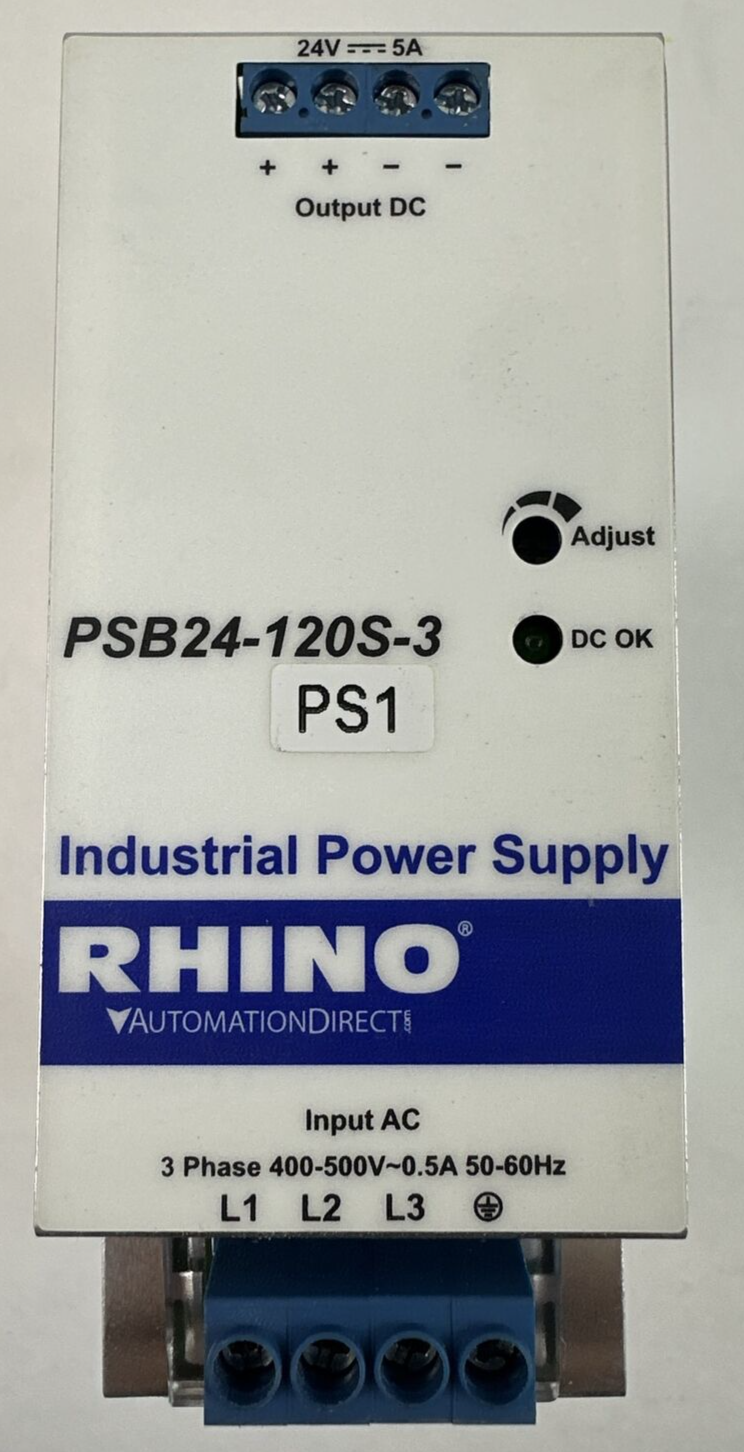 24V ⎓ 5A
+ + − −
Output DC
Adjust
PSB24-120S-3
DC OK
PS1
Industrial Power Supply
RHINO®
AUTOMATIONDIRECT.com
Input AC
3 Phase 400-500V~0.5A 50-60Hz
L1 L2 L3 ⏚